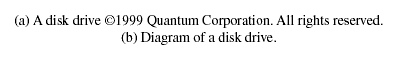 (a) A disk drive ©1999 Quantum Corporation. All rights reserved.
(b) Diagram of a disk drive.